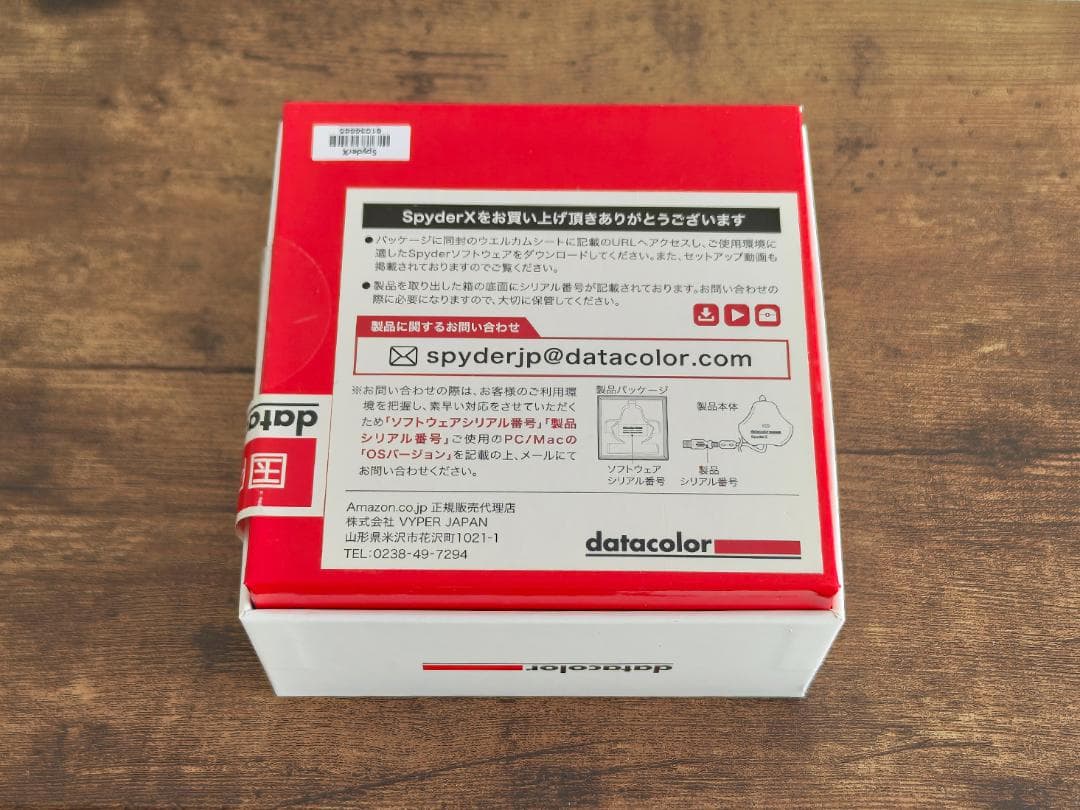 SpyderX
SpyderXをお買い上げ頂きありがとうございます
●パッケージに同封のウエルカムシートに記載のURLへアクセスし、ご使用環境に
適したSpyderソフトウェアをダウンロードしてください。また、セットアップ動画も
掲載されておりますのでご覧ください。
●製品を取り出した箱の底面にシリアル番号が記載されております。お問い合わせの
際に必要になりますので、大切に保管してください。
製品に関するお問い合わせ
spyderjp@datacolor.com
※お問い合わせの際は、お客様のご利用環
境を把握し、素早い対応をさせていただく
ため「ソフトウェアシリアル番号」「製品
シリアル番号」ご使用のPC/Macの
「OSバージョン」を記載の上、メールにて
お問い合わせください。
製品パッケージ
製品本体
datacolor
SpyderX
ソフトウェア
シリアル番号
製品
シリアル番号
Amazon.co.jp 正規販売代理店
株式会社 VYPER JAPAN
山形県米沢市花沢町1021-1
TEL:0238-49-7294
datacolor
datac
国
datacolor